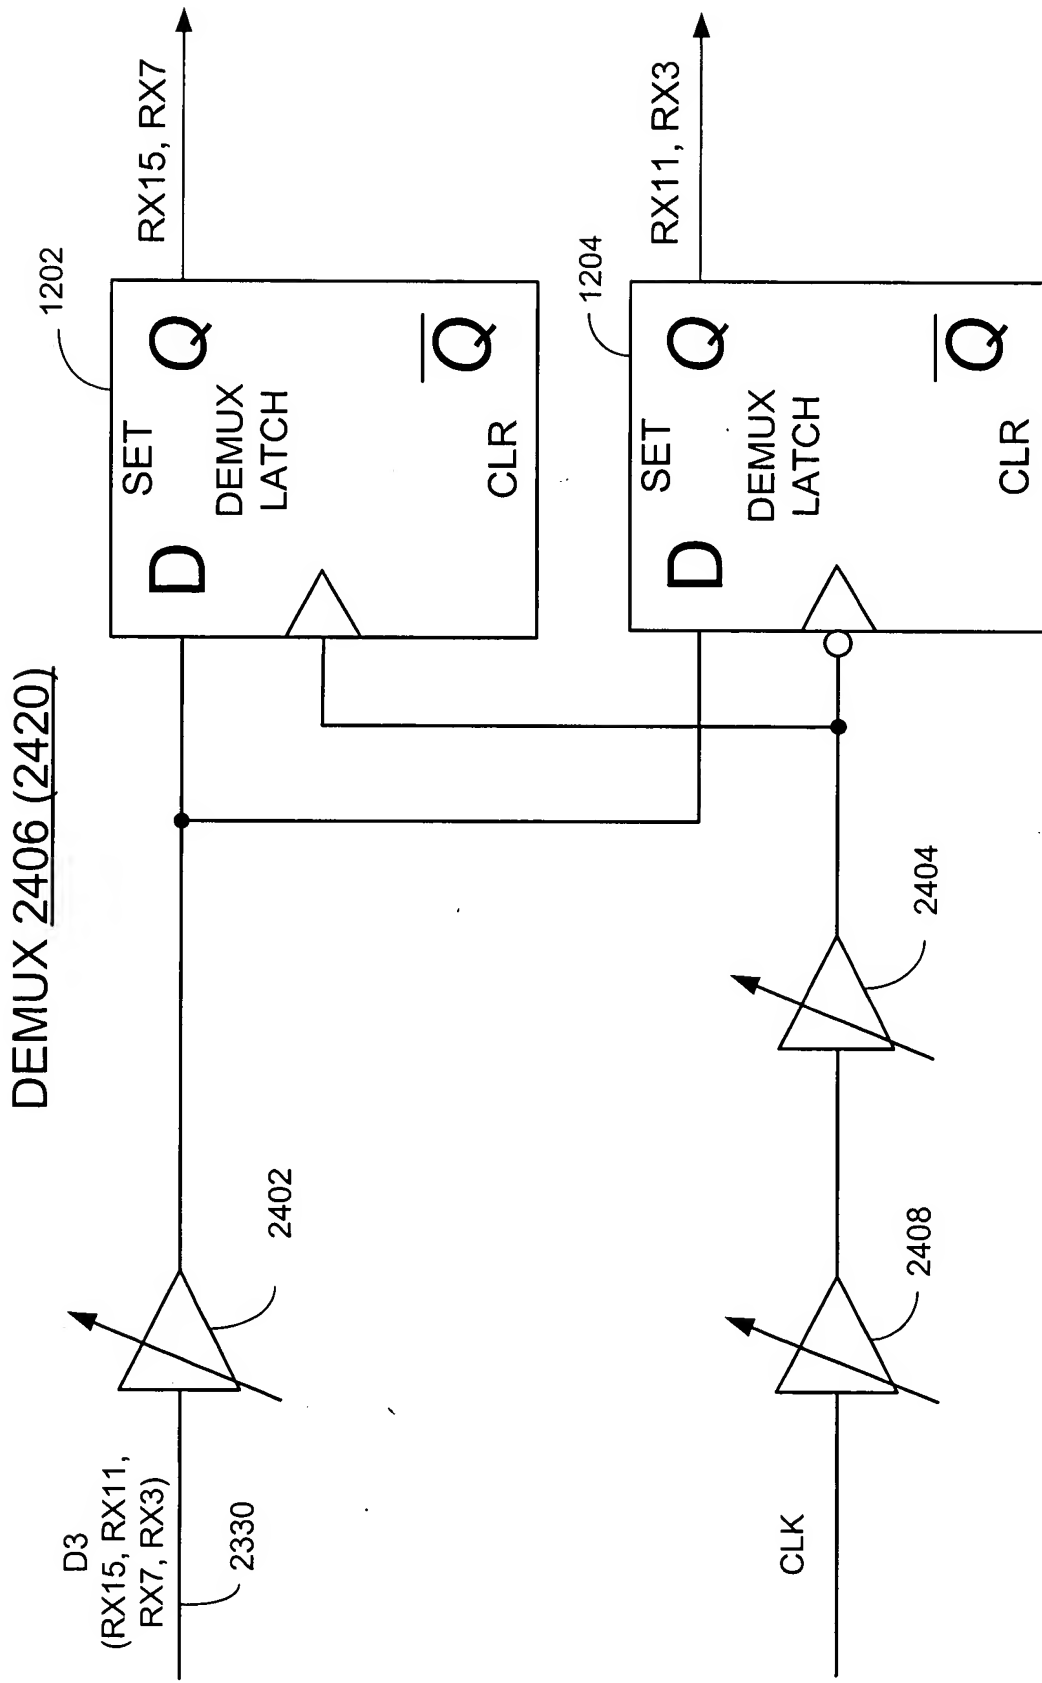 DEMUX 2406 (2420)
D3
(RX15, RX11,
RX7, RX3)
2330
2402
1202
SET
D
Q
DEMUX
LATCH
Q
CLR
RX15, RX7
CLK
2408
2404
1204
SET
D
Q
DEMUX
LATCH
Q
CLR
RX11, RX3